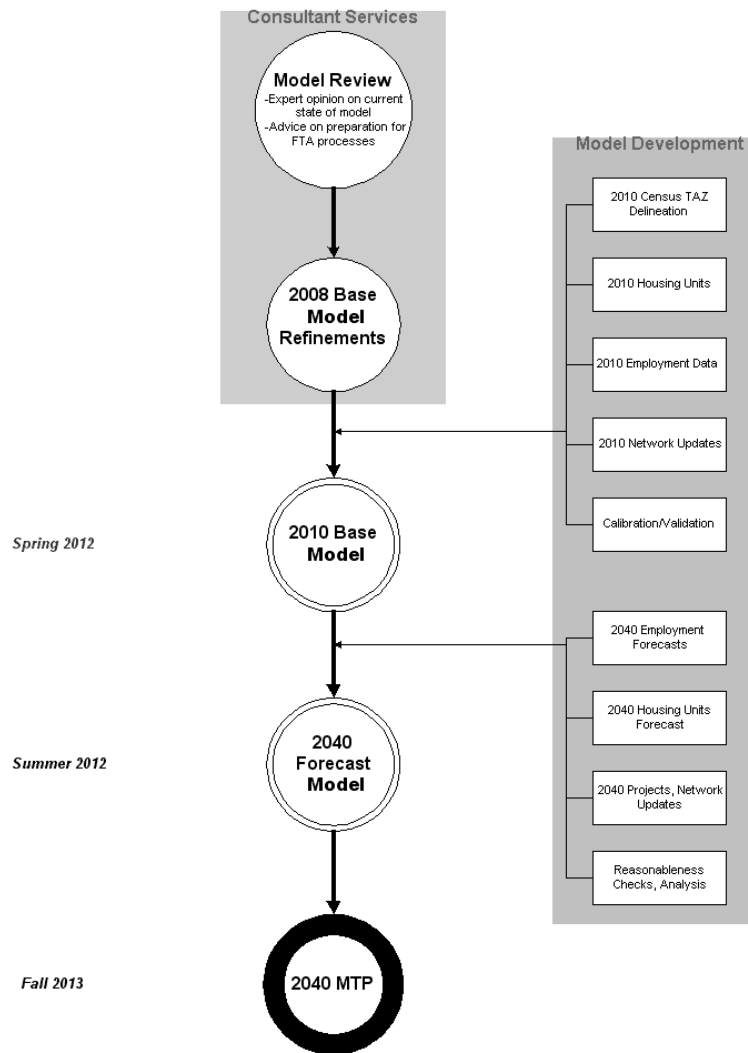 Consultant Services
Model Review
-Expert opinion on current
state of model
-Advice on preparation for
FTA processes
2008 Base
Model
Refinements
Model Development
2010 Census TAZ
Delineation
2010 Housing Units
2010 Employment Data
2010 Network Updates
Calibration/Validation
Spring 2012
2010 Base
Model
2040 Employment
Forecasts
2040 Housing Units
Forecast
2040 Projects, Network
Updates
Reasonableness
Checks, Analysis
Summer 2012
2040
Forecast
Model
Fall 2013
2040 MTP